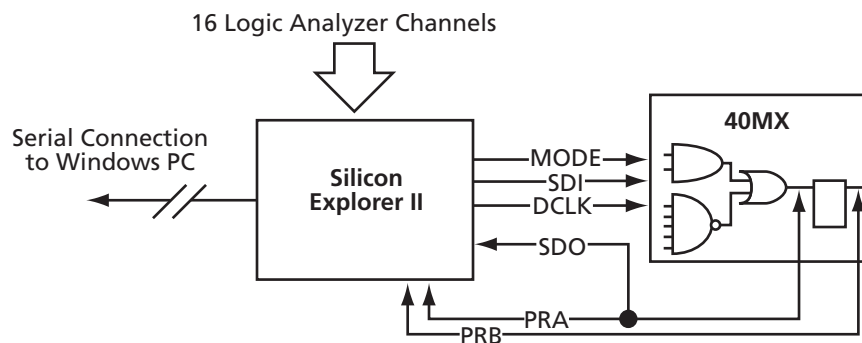 16 Logic Analyzer Channels
Serial Connection
to Windows PC
Silicon
Explorer II
MODE
SDI
DCLK
SDO
PRA
PRB
40MX